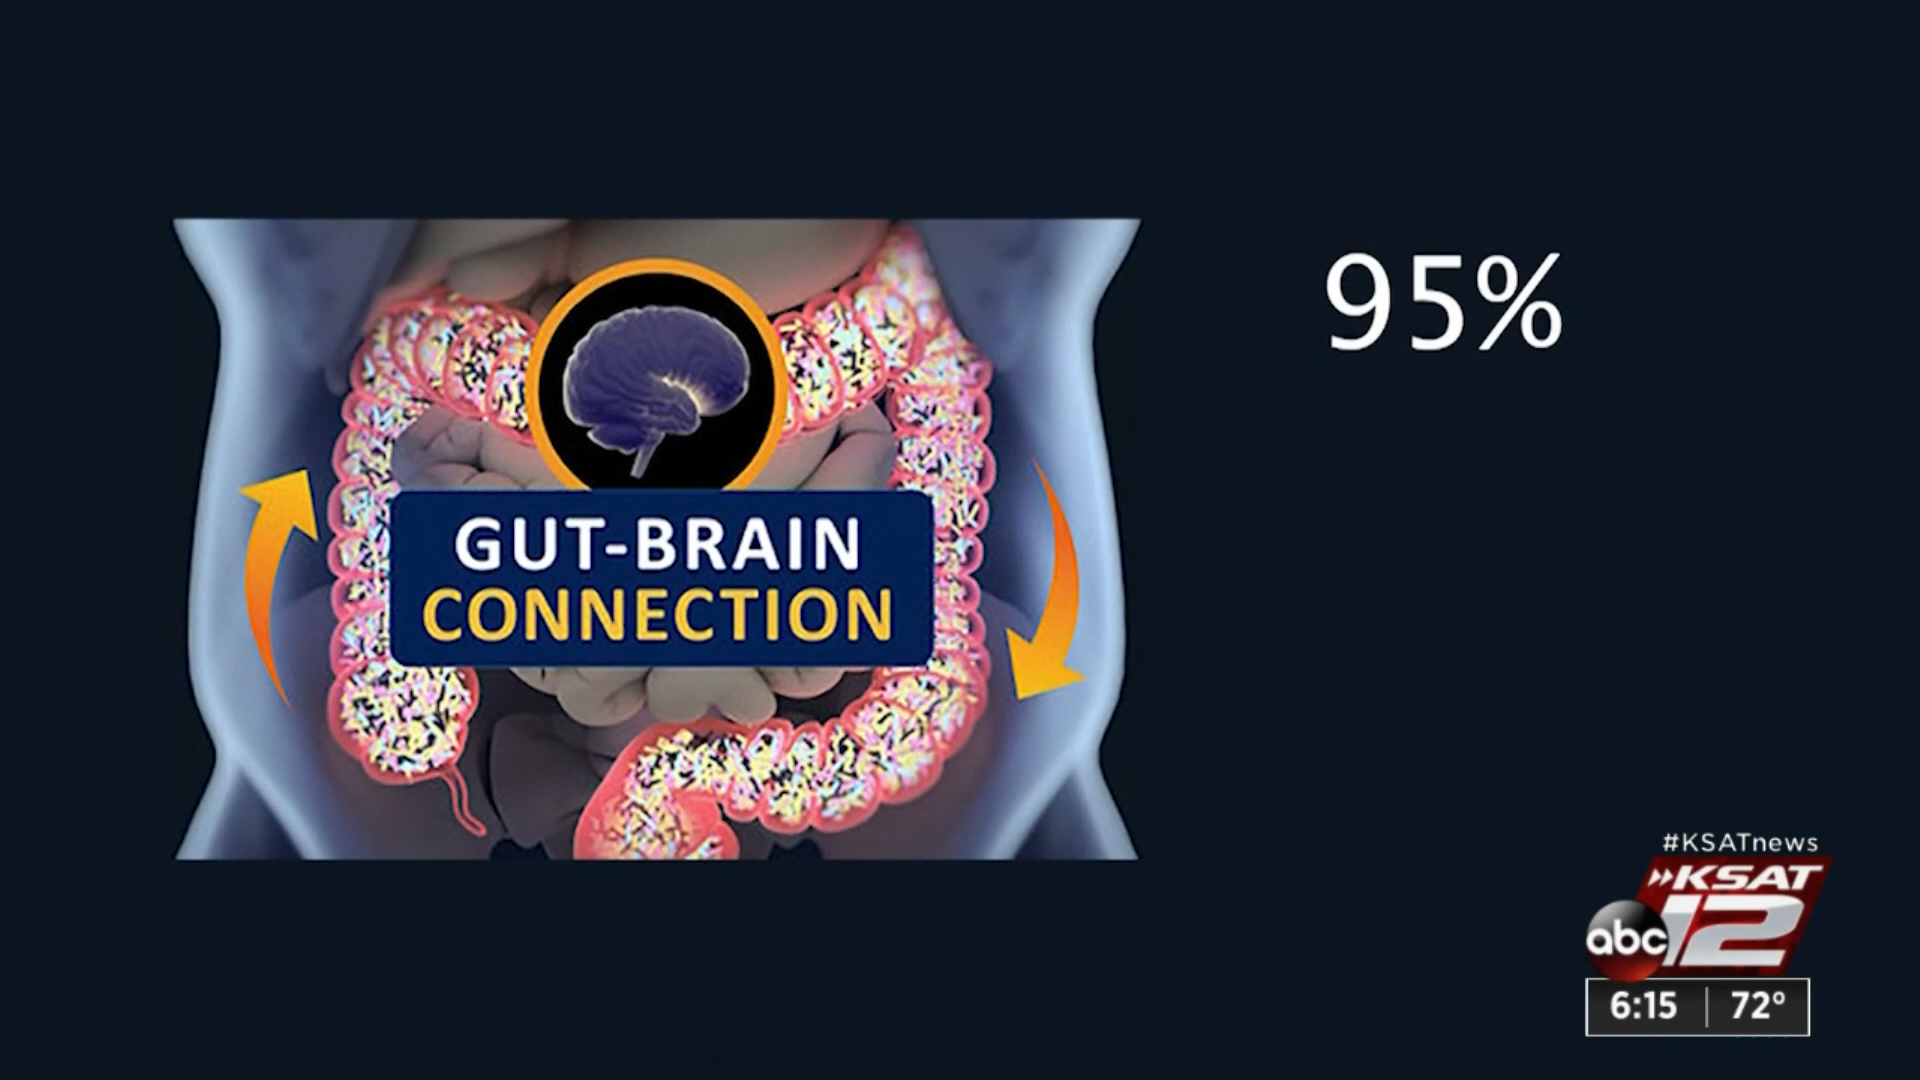 95%
GUT-BRAIN
CONNECTION
#KSATnews
KSAT
12
abc
6:15 72°